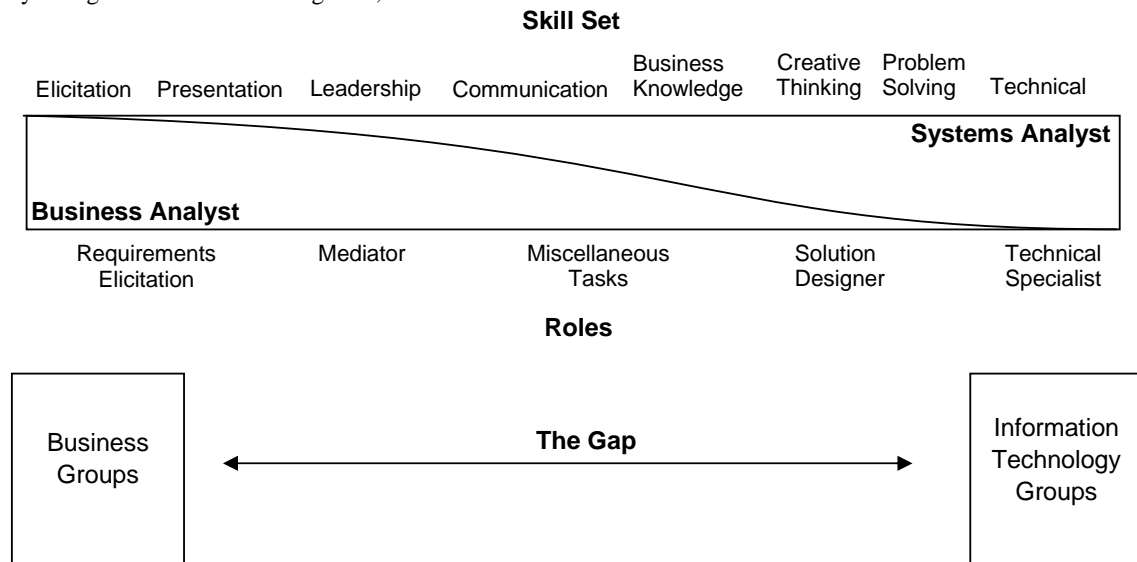 Skill Set
Business Creative Problem
Elicitation Presentation Leadership Communication Knowledge Thinking Solving Technical
Systems Analyst
Business Analyst
Requirements Mediator Miscellaneous Solution Technical
Elicitation Tasks Designer Specialist
Roles
Business
Groups
The Gap
Information
Technology
Groups